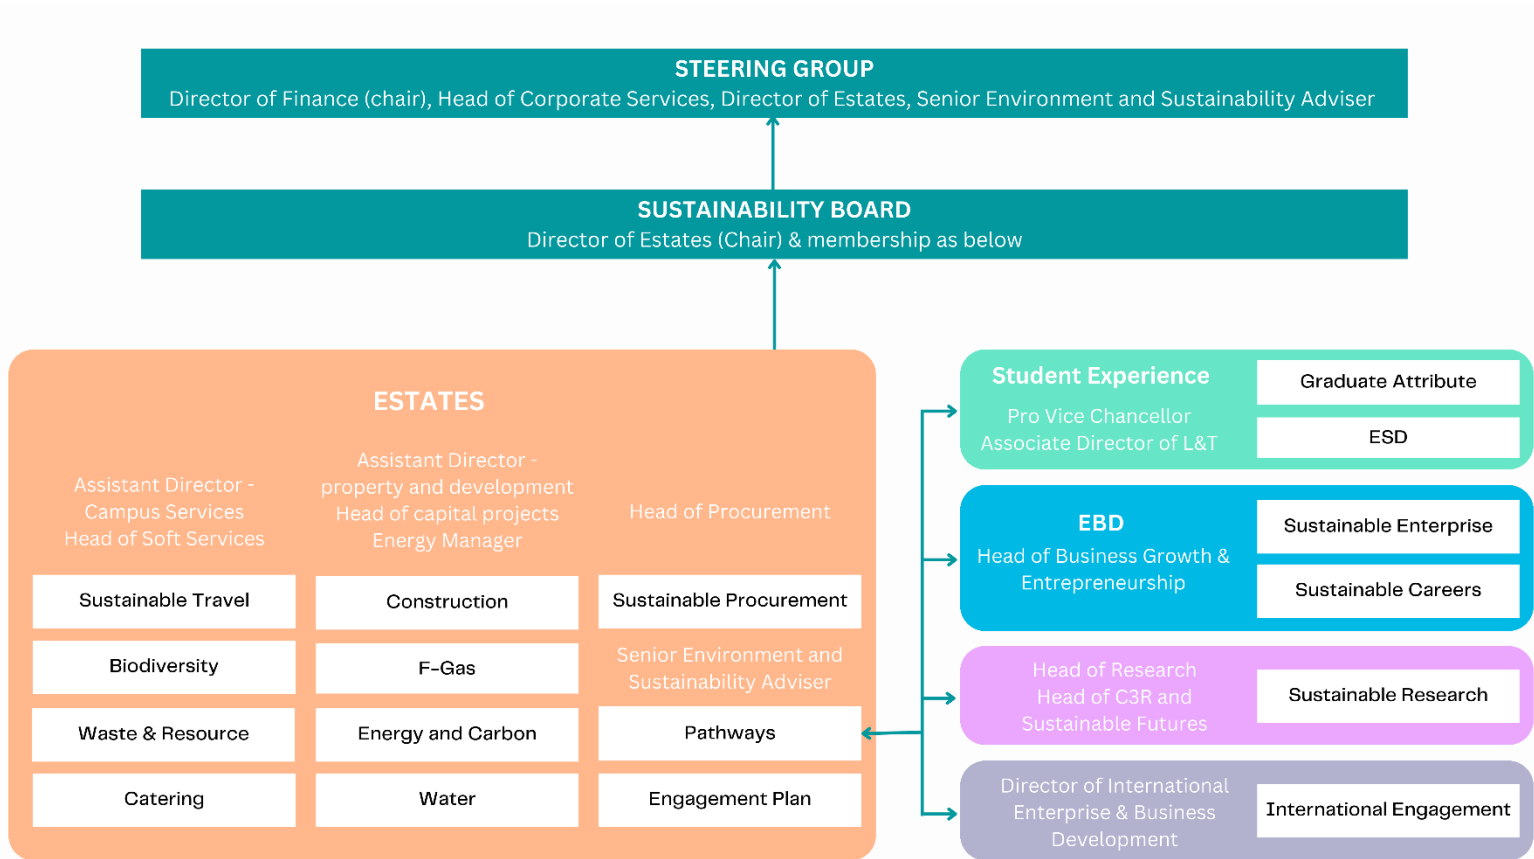 STEERING GROUP
Director of Finance (chair), Head of Corporate Services, Director of Estates, Senior Environment and Sustainability Adviser
SUSTAINABILITY BOARD
Director of Estates (Chair) & membership as below
ESTATES
Assistant Director -
Campus Services
Head of Soft Services
Sustainable Travel
Biodiversity
Waste & Resource
Catering
Assistant Director -
property and development
Head of capital projects
Energy Manager
Construction
F-Gas
Energy and Carbon
Water
Head of Procurement
Sustainable Procurement
Senior Environment and
Sustainability Adviser
Pathways
Engagement Plan
Student Experience
Pro Vice Chancellor
Associate Director of L&T
Graduate Attribute
ESD
EBD
Head of Business Growth &
Entrepreneurship
Sustainable Enterprise
Sustainable Careers
Head of Research
Head of C3R and
Sustainable Futures
Sustainable Research
Director of International
Enterprise & Business
Development
International Engagement